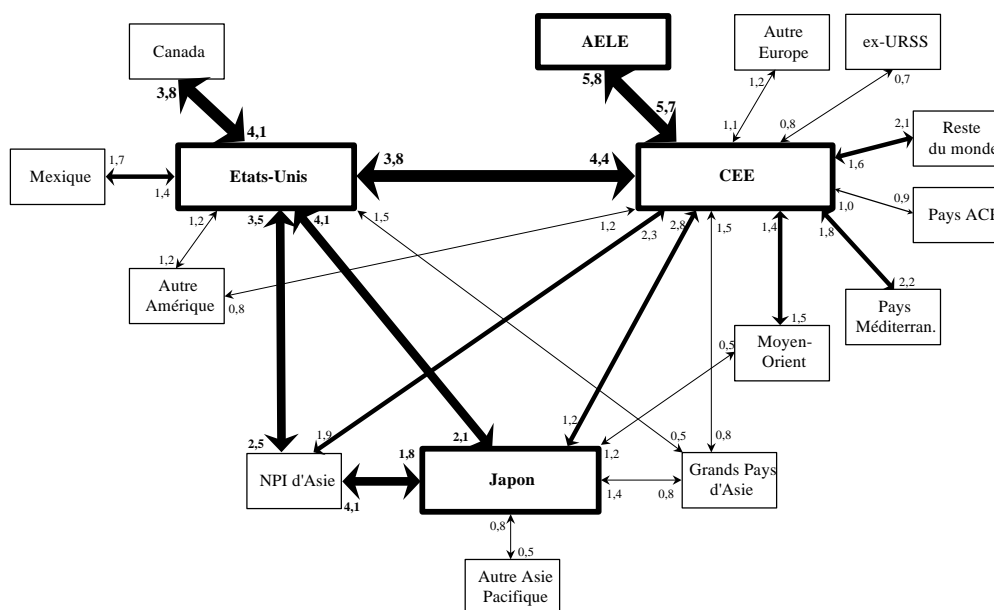 Canada
AELE
Autre
Europe
ex-URSS
3,8
5,8
1,2
0,7
4,1
5,7
1,1
0,8
2,1
Reste
du monde
1,6
Mexique
1,7
1,4
Etats-Unis
3,8
4,4
CEE
1,0
0,9
Pays ACP
1,2
3,5
4,1
1,5
1,2
2,3
2,8
1,5
1,4
1,8
1,2
Autre
Amérique
0,8
2,2
Pays
Méditerran.
1,5
0,5
Moyen-
Orient
1,2
2,5
1,9
2,1
1,8
1,2
0,5
0,8
NPI d'Asie
4,1
Japon
1,4
0,8
Grands Pays
d'Asie
0,8
0,5
Autre Asie
Pacifique